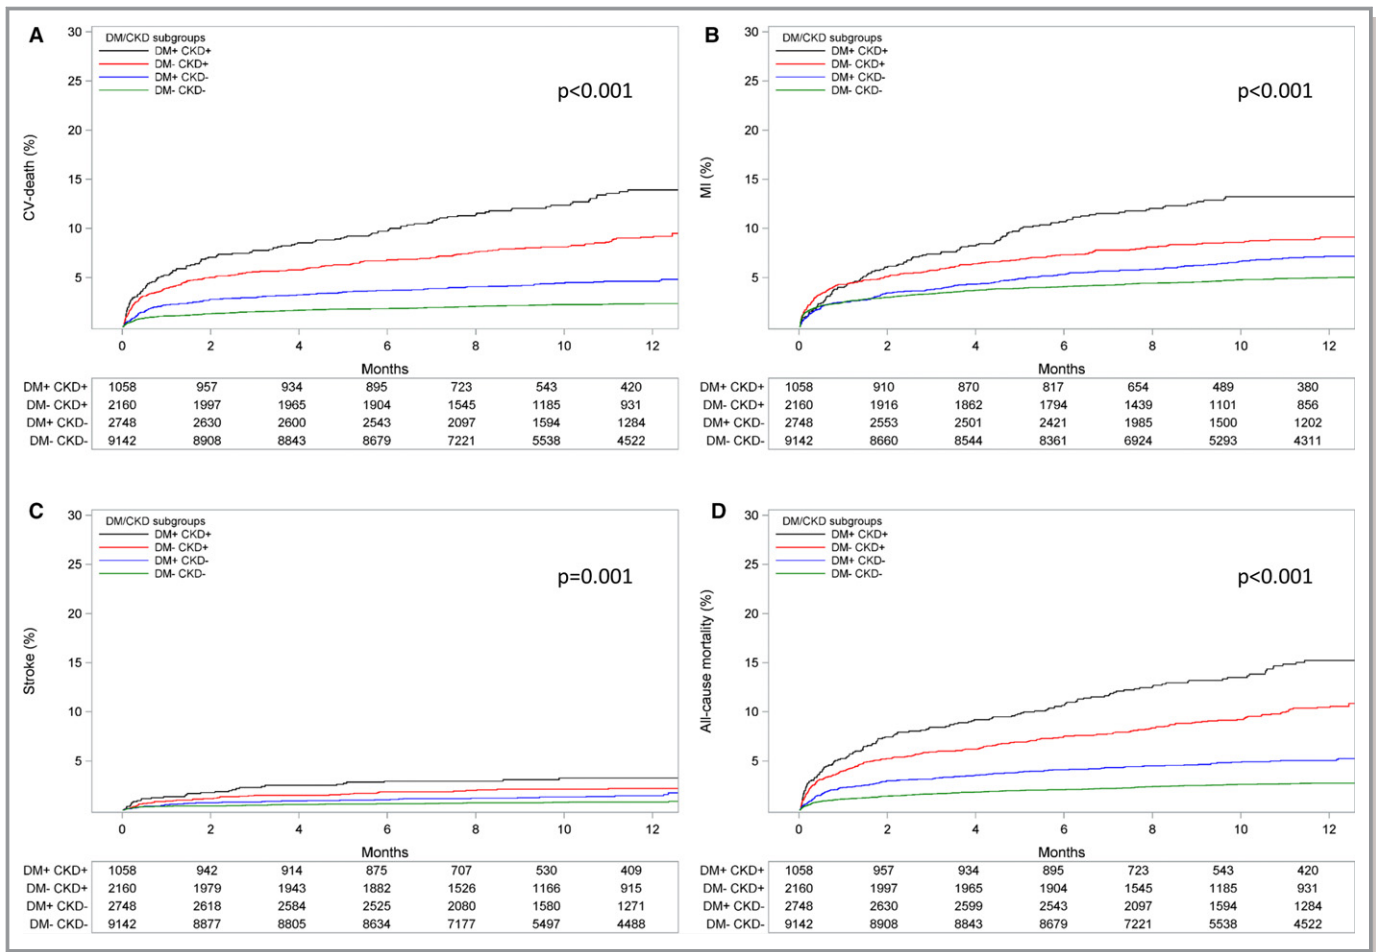 A
DM/CKD subgroups
DM+ CKD+
DM- CKD+
DM+ CKD-
DM- CKD-
p<0.001
CV-death (%)
30
25
20
15
10
5
0 2 4 6 8 10 12
Months
DM+ CKD+ 1058 957 934 895 723 543 420
DM- CKD+ 2160 1997 1965 1904 1545 1185 931
DM+ CKD- 2748 2630 2600 2543 2097 1594 1284
DM- CKD- 9142 8908 8843 8679 7221 5538 4522
B
DM/CKD subgroups
DM+ CKD+
DM- CKD+
DM+ CKD-
DM- CKD-
p<0.001
MI (%)
30
25
20
15
10
5
0 2 4 6 8 10 12
Months
DM+ CKD+ 1058 910 870 817 654 489 380
DM- CKD+ 2160 1916 1862 1794 1439 1101 856
DM+ CKD- 2748 2553 2501 2421 1985 1500 1202
DM- CKD- 9142 8660 8544 8361 6924 5293 4311
C
DM/CKD subgroups
DM+ CKD+
DM- CKD+
DM+ CKD-
DM- CKD-
p=0.001
Stroke (%)
30
25
20
15
10
5
0 2 4 6 8 10 12
Months
DM+ CKD+ 1058 942 914 875 707 530 409
DM- CKD+ 2160 1979 1943 1882 1526 1166 915
DM+ CKD- 2748 2618 2584 2525 2080 1580 1271
DM- CKD- 9142 8877 8805 8634 7177 5497 4488
D
DM/CKD subgroups
DM+ CKD+
DM- CKD+
DM+ CKD-
DM- CKD-
p<0.001
All-cause mortality (%)
30
25
20
15
10
5
0 2 4 6 8 10 12
Months
DM+ CKD+ 1058 957 934 895 723 543 420
DM- CKD+ 2160 1997 1965 1904 1545 1185 931
DM+ CKD- 2748 2630 2599 2543 2097 1594 1284
DM- CKD- 9142 8908 8843 8679 7221 5538 4522